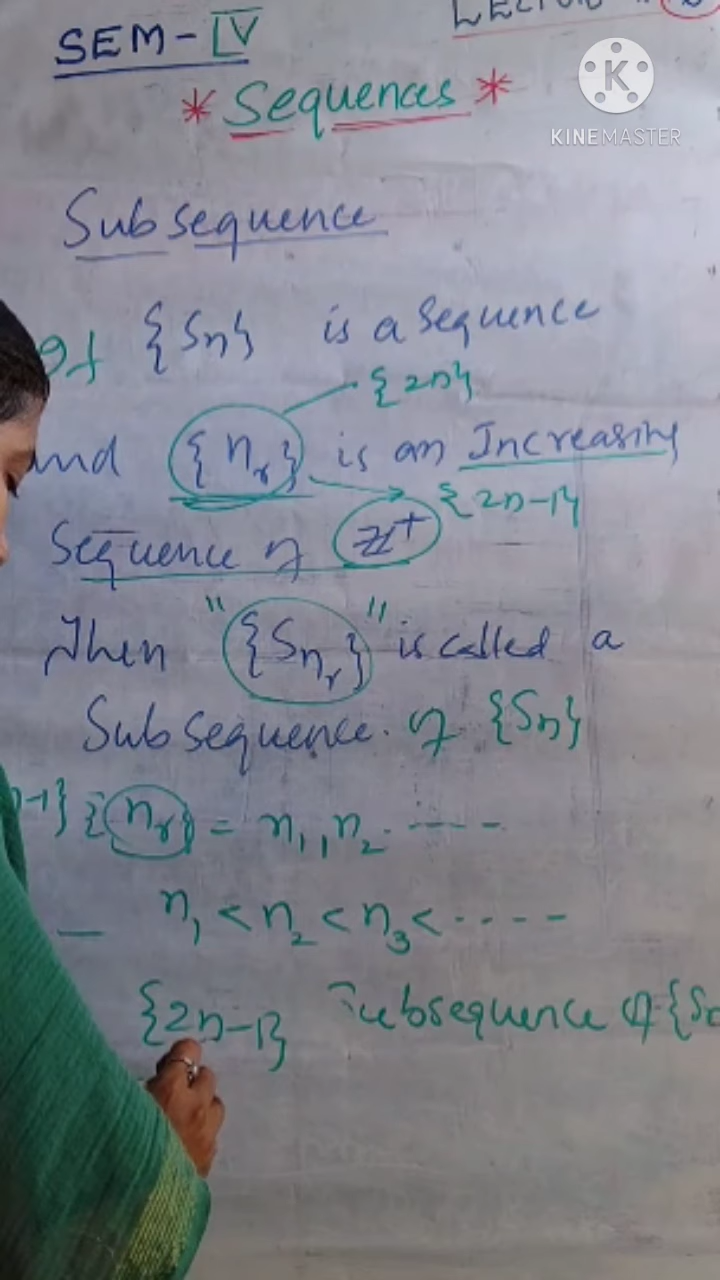 SEM-IV
K
KINEMASTER
* Sequences *
Subsequence
If {Sn} is a sequence
{2n}
and {nᵣ} is an Increasing
{2n-1}
Sequence of Z⁺
Then "{Sₙᵣ}" is called a
Subsequence of {Sn}
-1} {nᵣ} = n₁, n₂ ----
n₁ < n₂ < n₃ < ----
{2n-1} Subsequence of {S